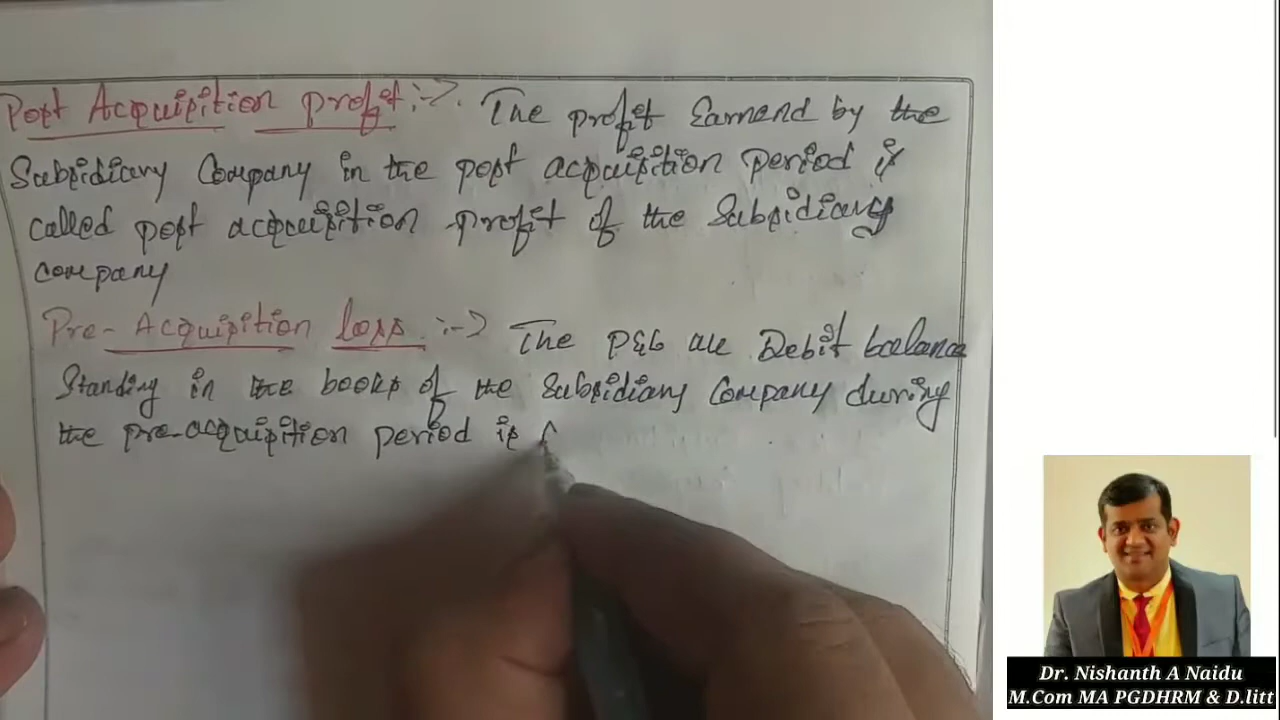 Post Acquisition profit :-> The profit Earnend by the
Subsidiary Company in the post acquisition period is
called post acquisition profit of the Subsidiary
company
Pre-Acquisition loss :-> The P&L are Debit balance
Standing in the books of the Subsidiary Company during
the pre-acquisition period is
Dr. Nishanth A Naidu
M.Com MA PGDHRM & D.litt